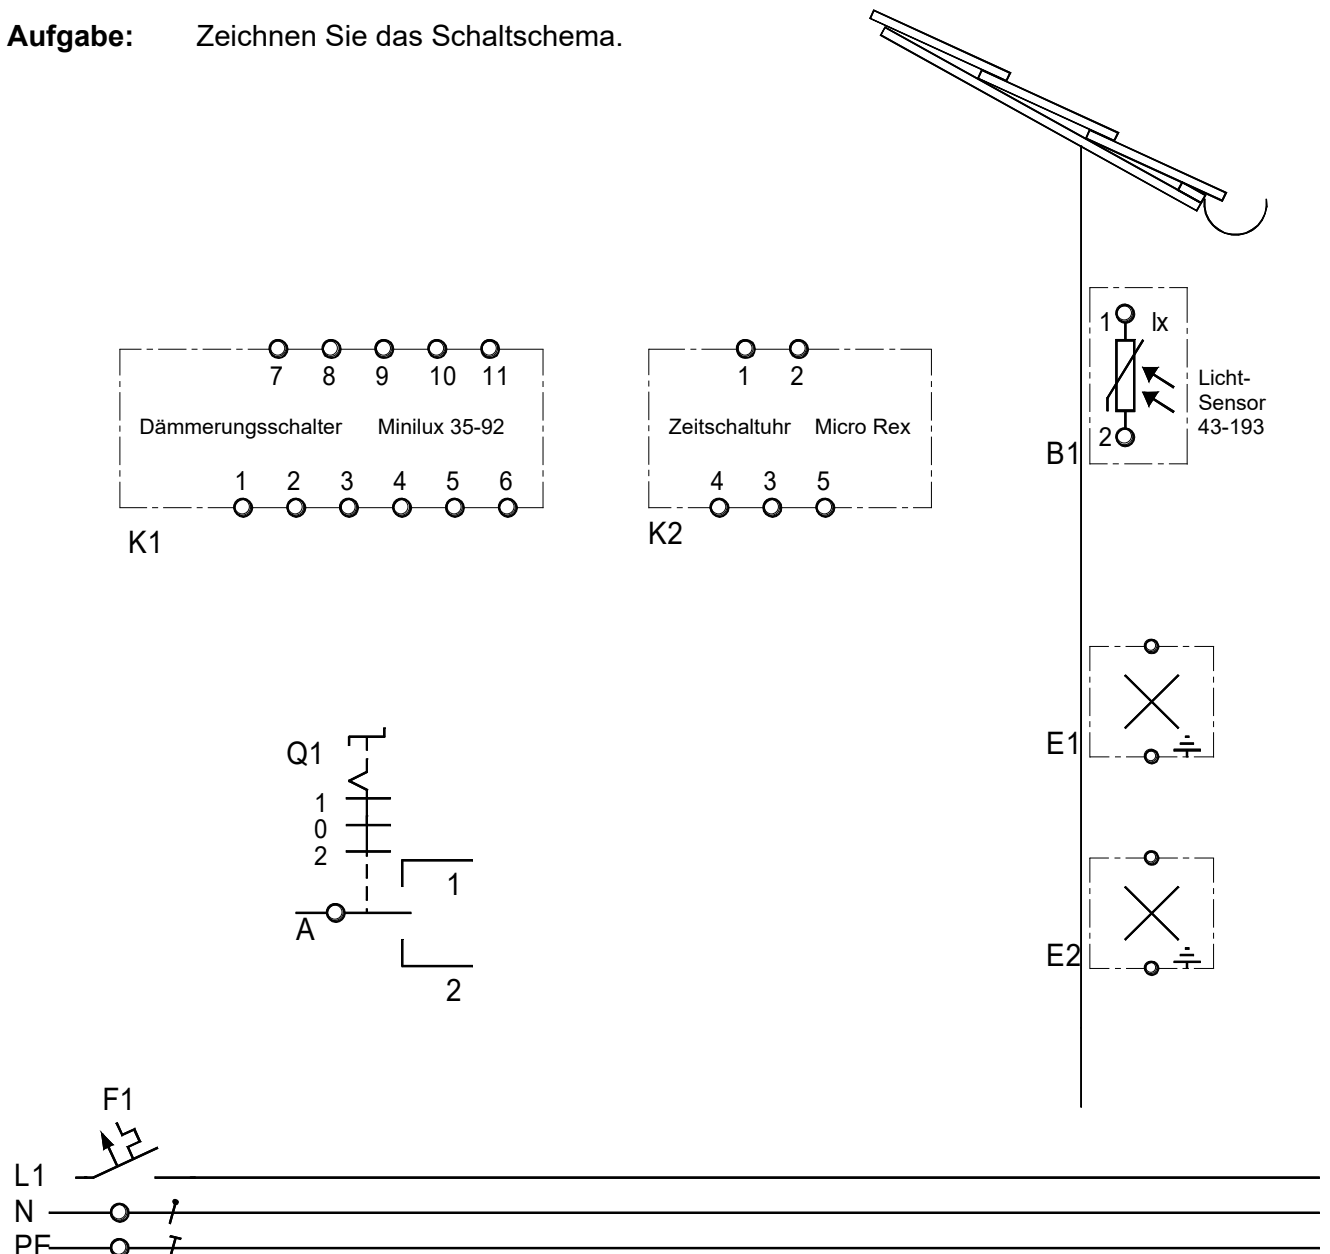 Aufgabe: Zeichnen Sie das Schaltschema.
1 lx
7 8 9 10 11
1 2
Licht-
Sensor
43-193
Dämmerungsschalter Minilux 35-92
Zeitschaltuhr Micro Rex
2
B1
1 2 3 4 5 6
4 3 5
K1
K2
Q1
E1
1
0
2
1
A
E2
2
F1
L1
N
PE